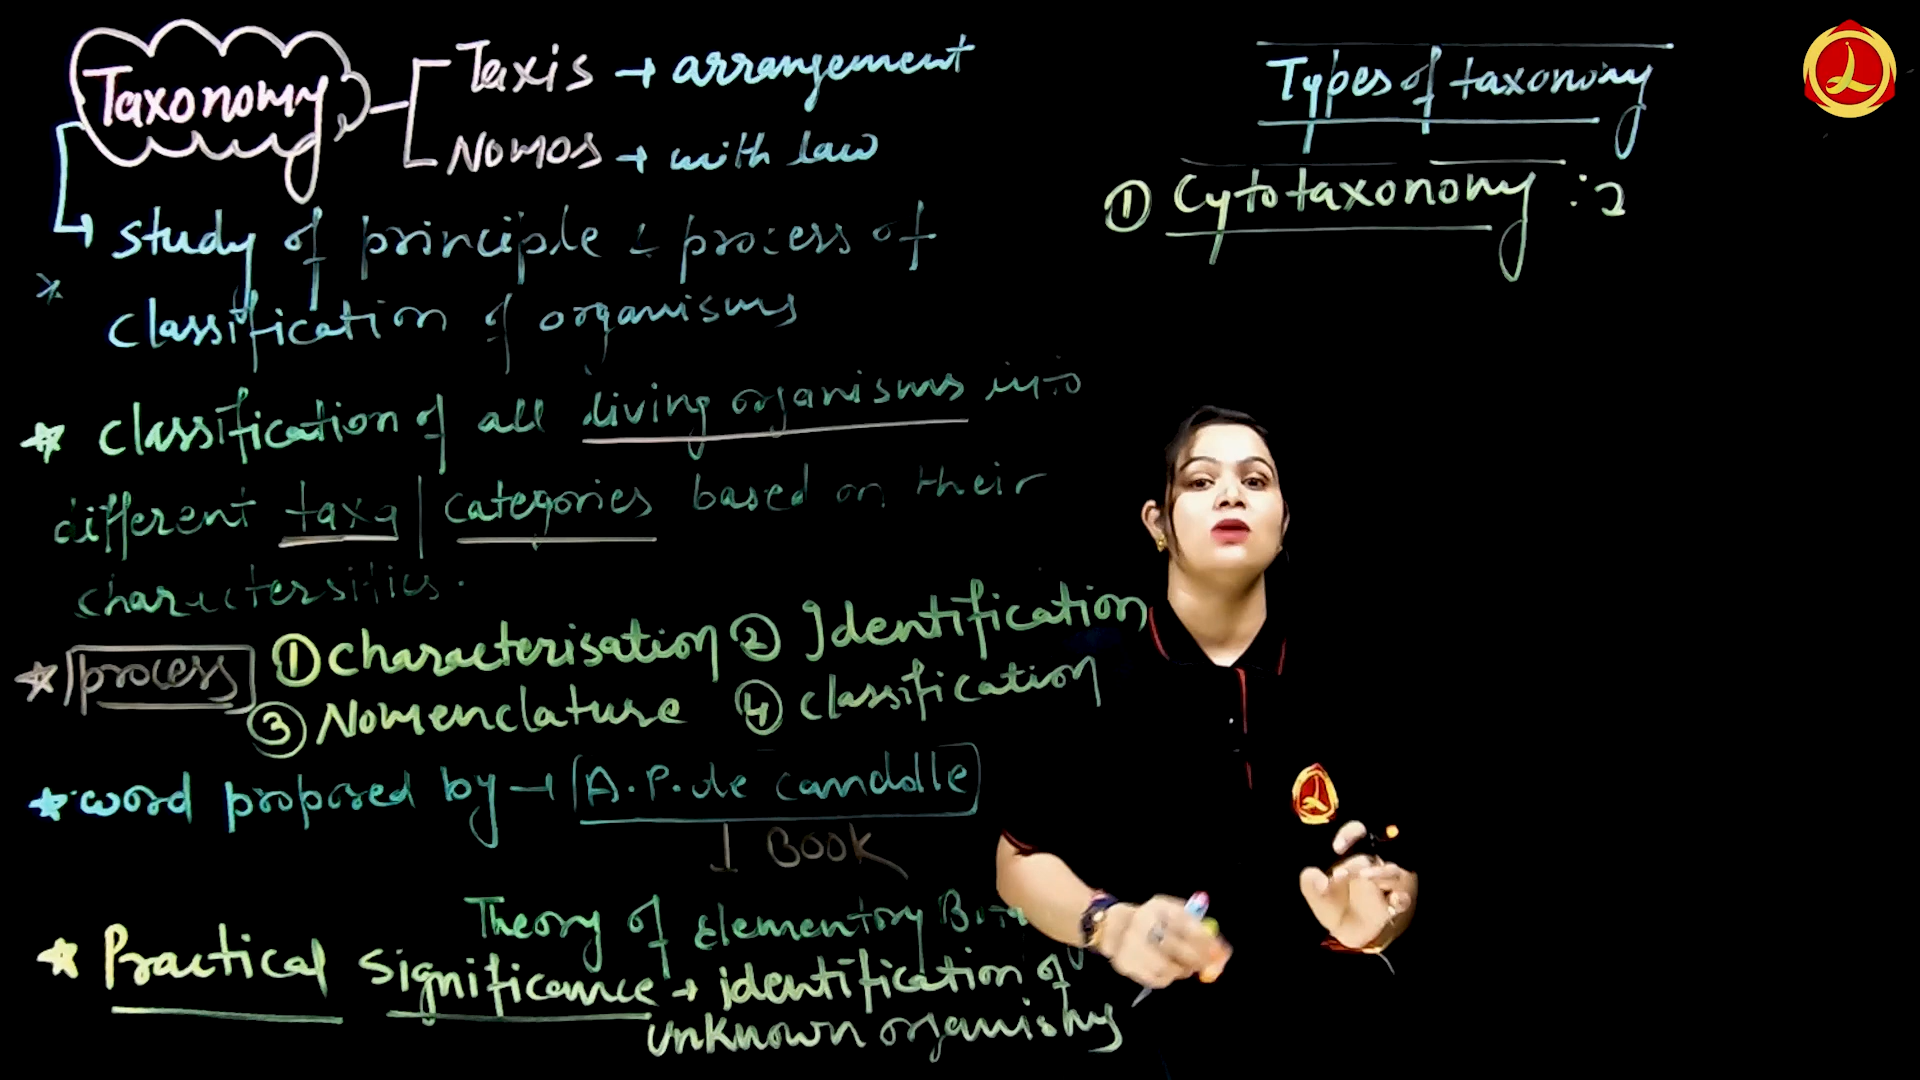 Taxonomy
Taxis → arrangement
Nomos → with law
↳ study of principle & process of
classification of organisms
☆ classification of all living organisms into
different taxa | categories based on their
charactersitics.
☆ process ① characterisation ② Identification
③ Nomenclature ④ classification
☆ word proposed by → A.P. de candolle
↓ BOOK
Theory of Elementory
☆ Practical significance → identification of
unknown organisms
Types of taxonomy
① Cytotaxonomy :-